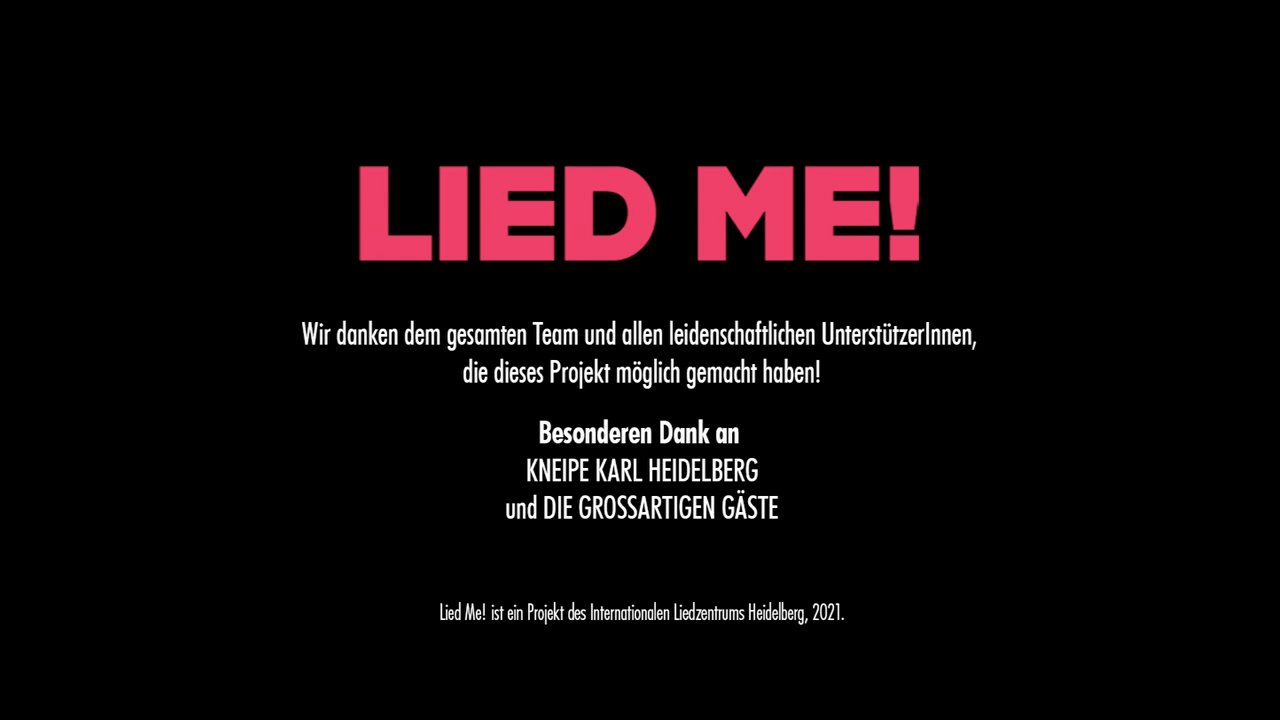 LIED ME!
Wir danken dem gesamten Team und allen leidenschaftlichen UnterstützerInnen,
die dieses Projekt möglich gemacht haben!
Besonderen Dank an
KNEIPE KARL HEIDELBERG
und DIE GROSSARTIGEN GÄSTE
Lied Me! ist ein Projekt des Internationalen Liedzentrums Heidelberg, 2021.